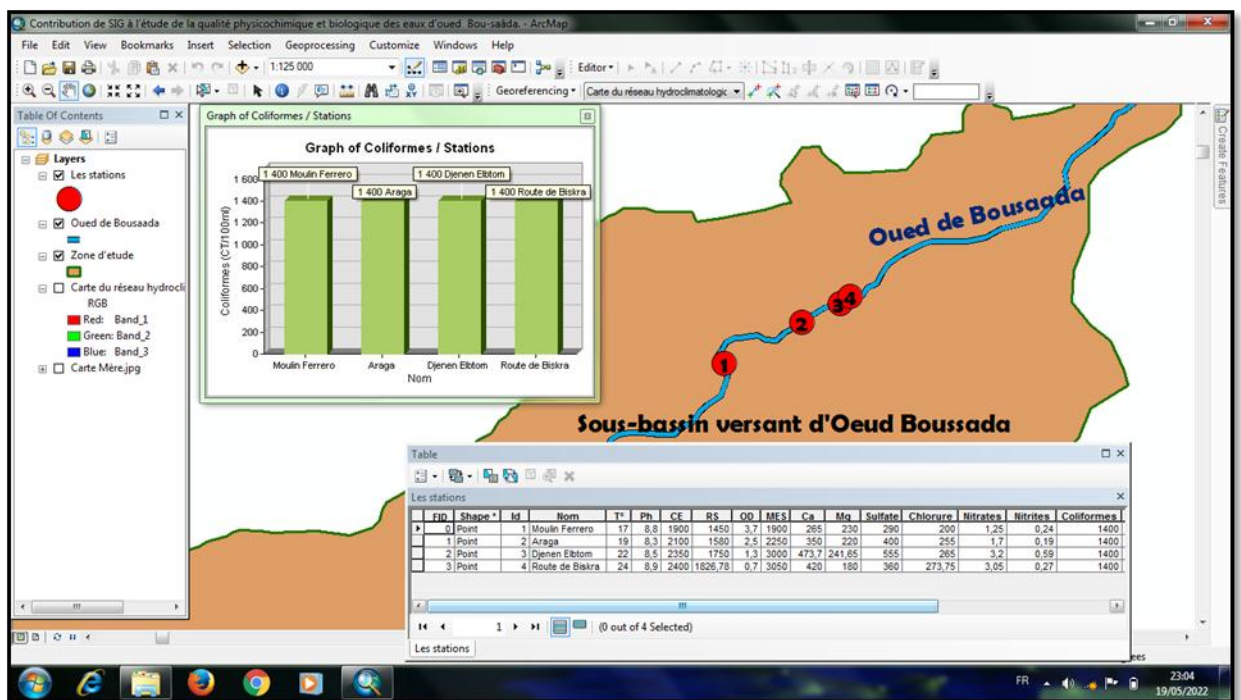 Contribution de SIG à l'étude de la qualité physicochimique et biologique des eaux d'oued Bou-saâda. - ArcMap
File Edit View Bookmarks Insert Selection Geoprocessing Customize Windows Help
1:125 000 Editor
Georeferencing Carte du réseau hydroclimatologic
Table Of Contents
Layers
Les stations
Oued de Bousaada
Zone d'etude
Carte du réseau hydrocli
RGB
Red: Band_1
Green: Band_2
Blue: Band_3
Carte Mère.jpg
Graph of Coliformes / Stations
Graph of Coliformes / Stations
1 400 Moulin Ferrero 1 400 Djenen Elbtom
1 400 Araga 1 400 Route de Biskra
1 600
1 400
1 200
1 000
800
600
400
200
0
Coliformes (CT/100ml)
Moulin Ferrero Araga Djenen Elbtom Route de Biskra
Nom
Create Features
Oued de Bousaada
1
2
3
4
Sous-bassin versant d'Oeud Boussada
Table
Les stations
FID Shape * Id Nom T° Ph CE RS OD MES Ca Mg Sulfate Chlorure Nitrates Nitrites Coliformes
0 Point 1 Moulin Ferrero 17 8,8 1900 1450 3,7 1900 265 230 290 200 1,25 0,24 1400
1 Point 2 Araga 19 8,3 2100 1580 2,5 2250 350 220 400 255 1,7 0,19 1400
2 Point 3 Djenen Elbtom 22 8,5 2350 1750 1,3 3000 473,7 241,65 555 265 3,2 0,59 1400
3 Point 4 Route de Biskra 24 8,9 2400 1826,78 0,7 3050 420 180 360 273,75 3,05 0,27 1400
1 (0 out of 4 Selected)
Les stations
FR 23:04
19/05/2022